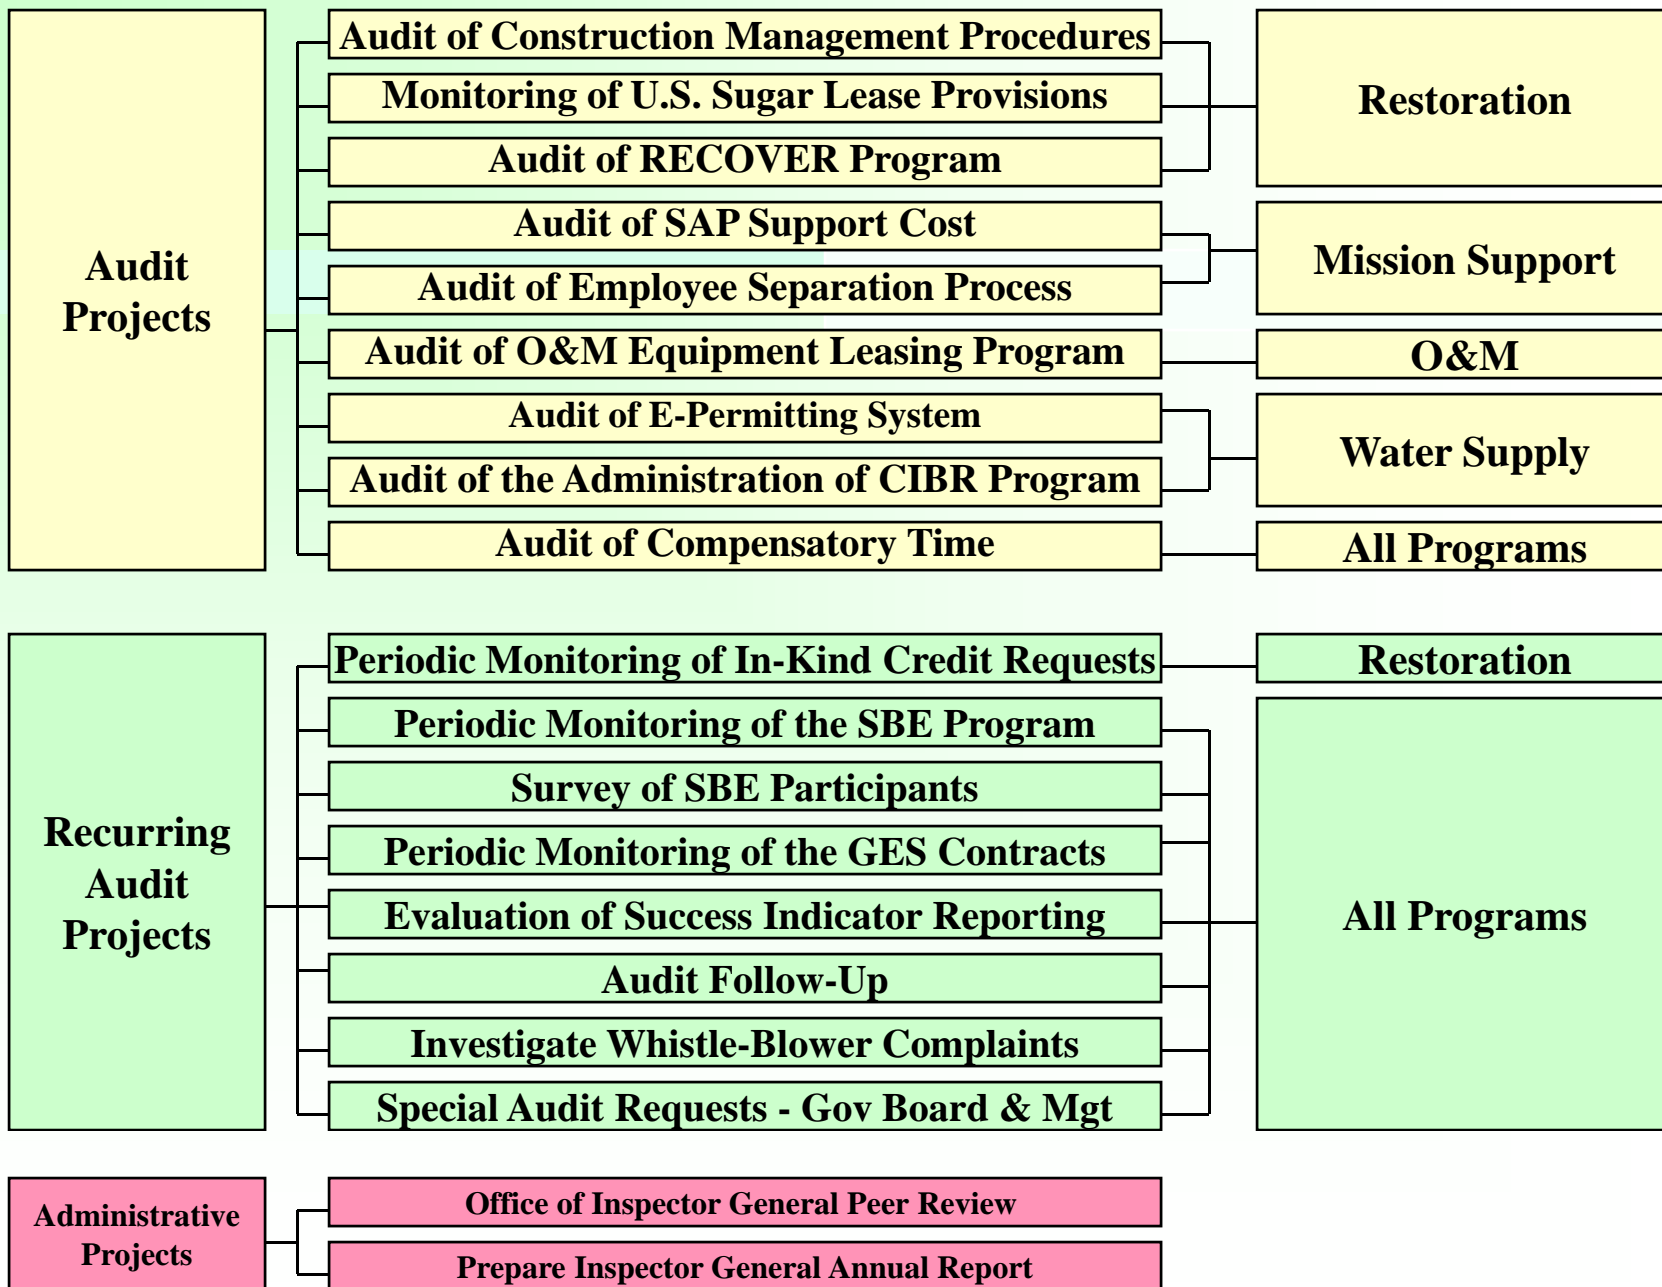 Audit
Projects
Audit of Construction Management Procedures
Monitoring of U.S. Sugar Lease Provisions
Audit of RECOVER Program
Restoration
Audit of SAP Support Cost
Audit of Employee Separation Process
Mission Support
Audit of O&M Equipment Leasing Program
O&M
Audit of E-Permitting System
Audit of the Administration of CIBR Program
Water Supply
Audit of Compensatory Time
All Programs
Recurring
Audit
Projects
Periodic Monitoring of In-Kind Credit Requests
Restoration
Periodic Monitoring of the SBE Program
Survey of SBE Participants
Periodic Monitoring of the GES Contracts
Evaluation of Success Indicator Reporting
Audit Follow-Up
Investigate Whistle-Blower Complaints
Special Audit Requests - Gov Board & Mgt
All Programs
Administrative
Projects
Office of Inspector General Peer Review
Prepare Inspector General Annual Report